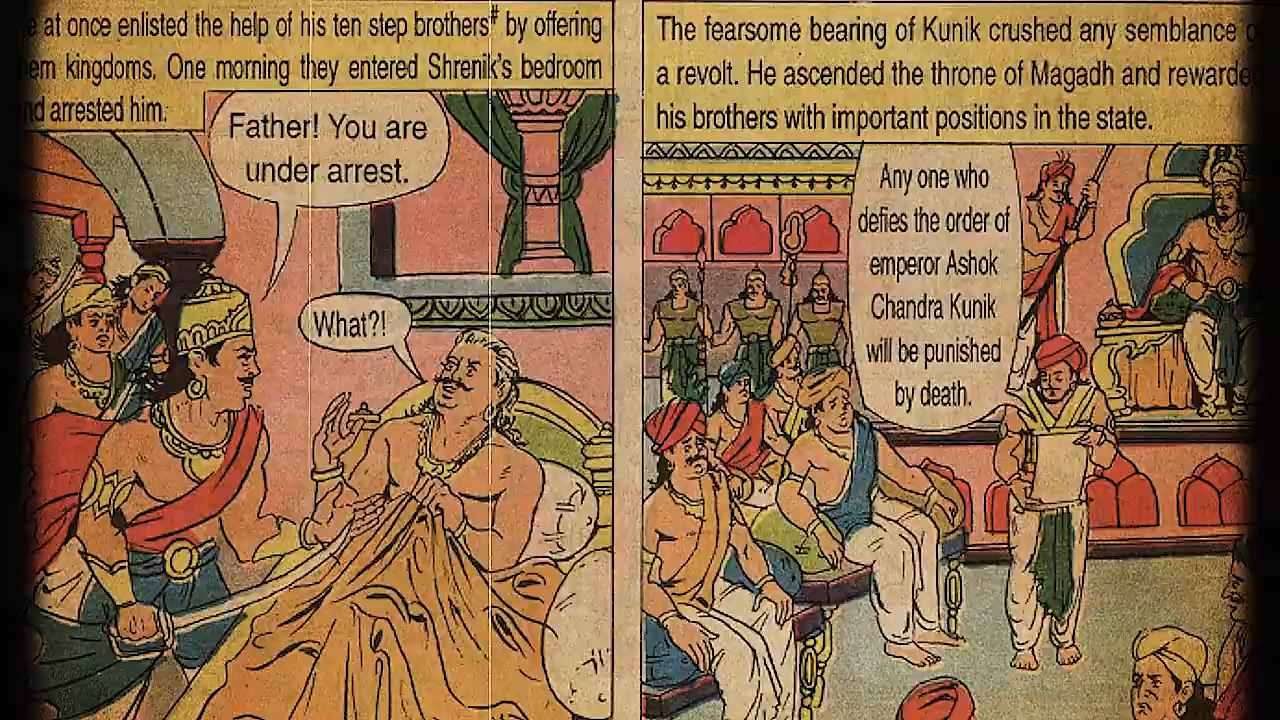 at once enlisted the help of his ten step brothers# by offering
kingdoms. One morning they entered Shrenik's bedroom
arrested him.
Father! You are
under arrest.
What?!
The fearsome bearing of Kunik crushed any semblance
a revolt. He ascended the throne of Magadh and rewarded
his brothers with important positions in the state.
Any one who
defies the order of
emperor Ashok
Chandra Kunik
will be punished
by death.